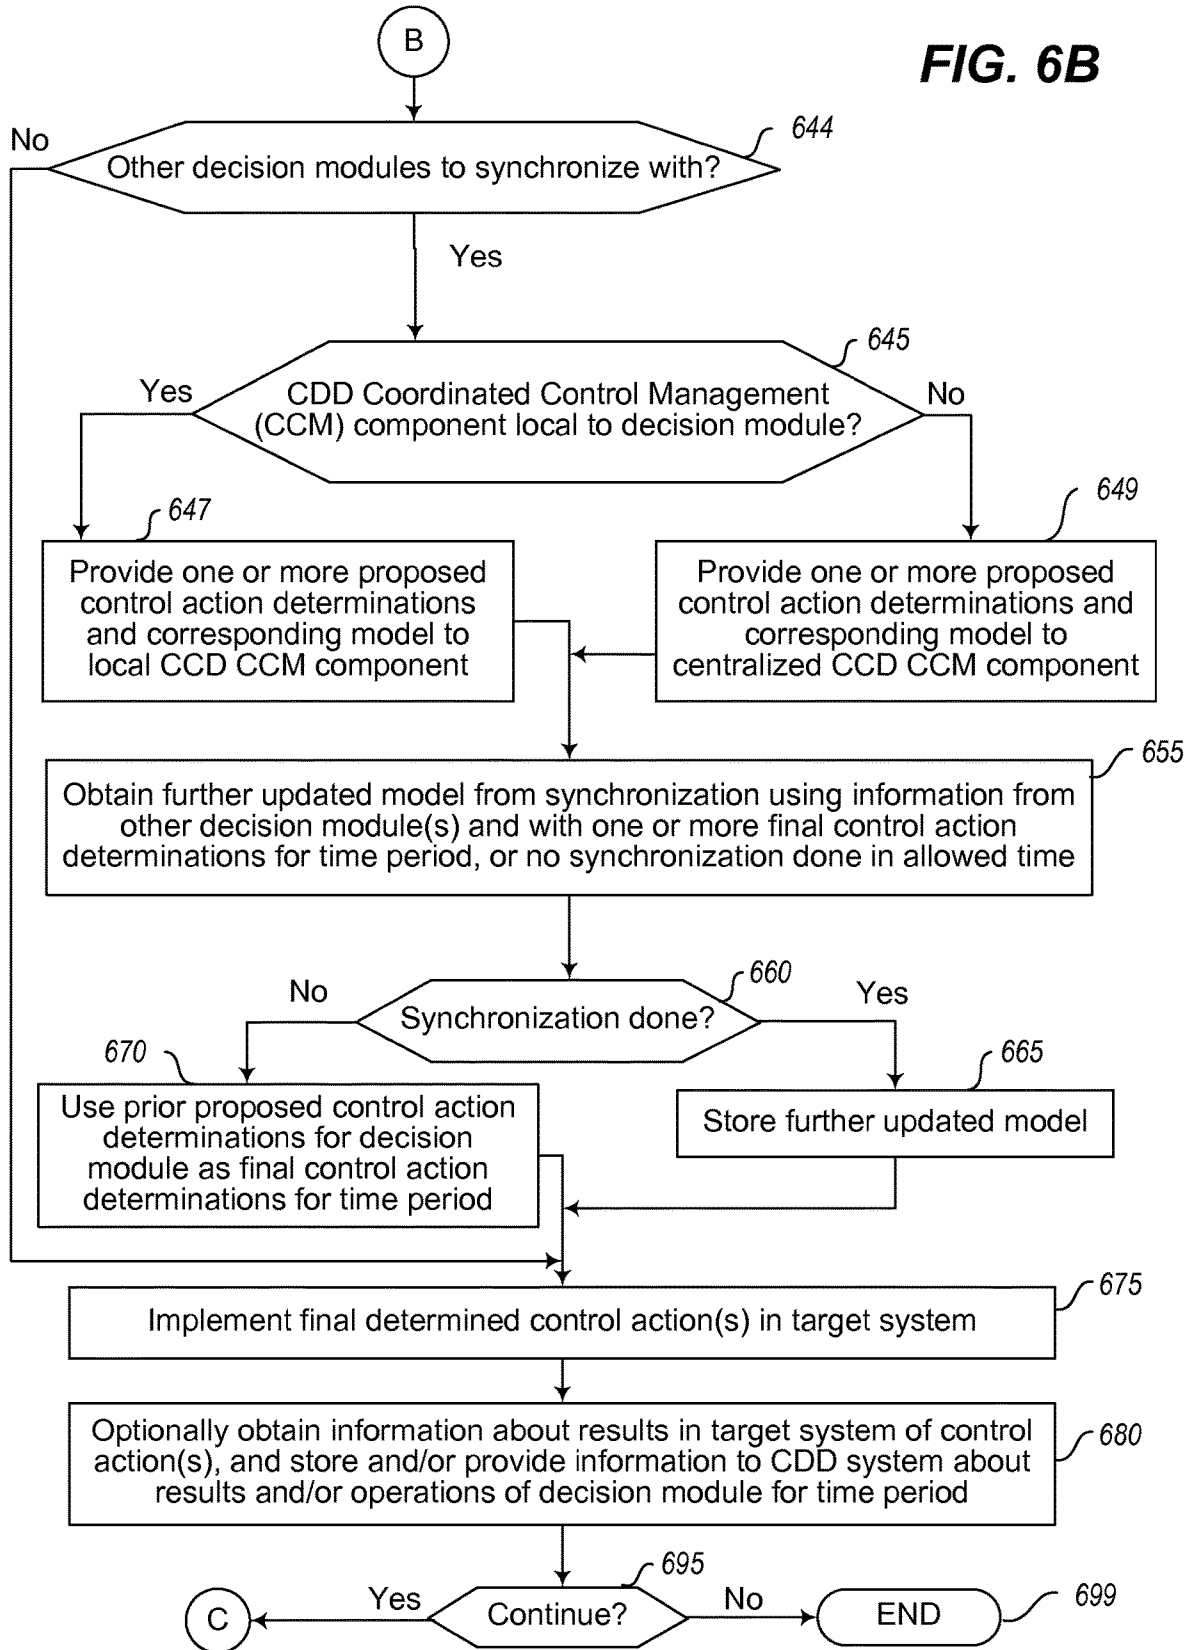 B
FIG. 6B
No
644
Other decision modules to synchronize with?
Yes
645
Yes
CDD Coordinated Control Management
(CCM) component local to decision module?
No
647
649
Provide one or more proposed
control action determinations
and corresponding model to
local CCD CCM component
Provide one or more proposed
control action determinations and
corresponding model to
centralized CCD CCM component
655
Obtain further updated model from synchronization using information from
other decision module(s) and with one or more final control action
determinations for time period, or no synchronization done in allowed time
660
No
Synchronization done?
Yes
670
665
Use prior proposed control action
determinations for decision
module as final control action
determinations for time period
Store further updated model
675
Implement final determined control action(s) in target system
680
Optionally obtain information about results in target system of control
action(s), and store and/or provide information to CDD system about
results and/or operations of decision module for time period
695
C
Yes
Continue?
No
END
699